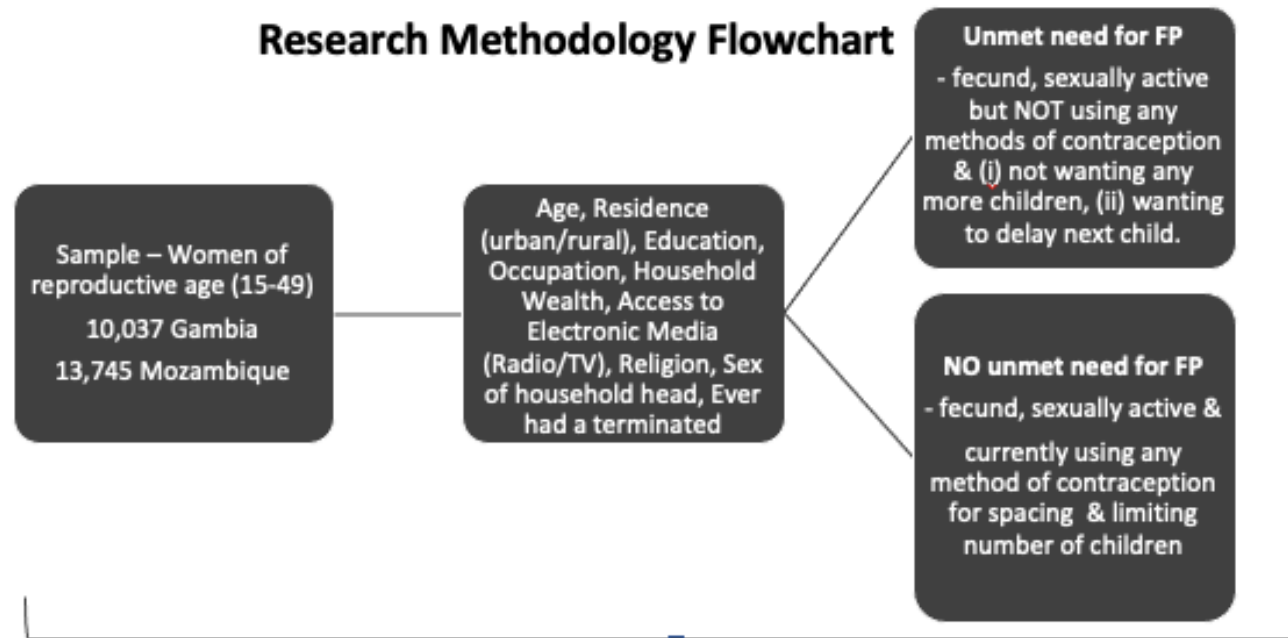 Research Methodology Flowchart
Sample – Women of
reproductive age (15-49)
10,037 Gambia
13,745 Mozambique
Age, Residence
(urban/rural), Education,
Occupation, Household
Wealth, Access to
Electronic Media
(Radio/TV), Religion, Sex
of household head, Ever
had a terminated
Unmet need for FP
- fecund, sexually active
but NOT using any
methods of contraception
& (i) not wanting any
more children, (ii) wanting
to delay next child.
NO unmet need for FP
- fecund, sexually active &
currently using any
method of contraception
for spacing & limiting
number of children